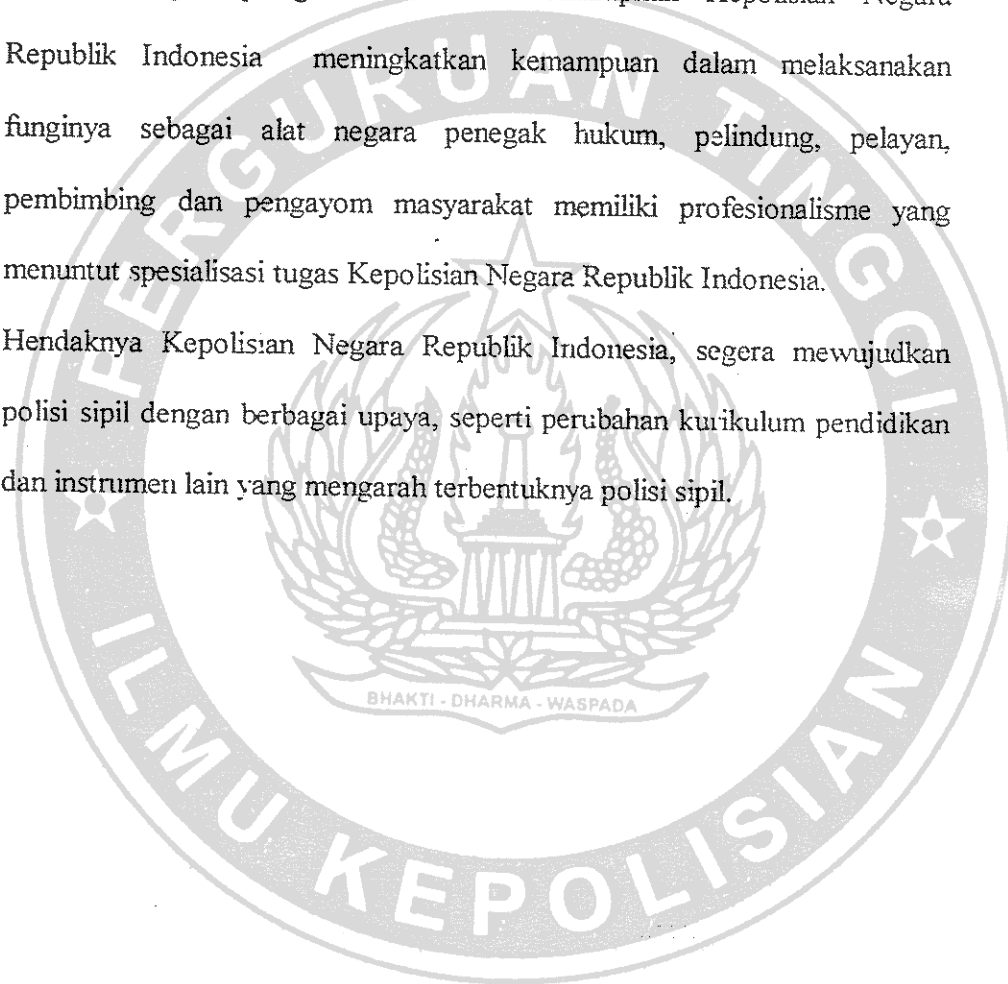 Kepolisian Negara
Republik Indonesia meningkatkan kemampuan dalam melaksanakan
funginya sebagai alat negara penegak hukum, pelindung, pelayan,
pembimbing dan pengayom masyarakat memiliki profesionalisme yang
menuntut spesialisasi tugas Kepolisian Negara Republik Indonesia.
Hendaknya Kepolisian Negara Republik Indonesia, segera mewujudkan
polisi sipil dengan berbagai upaya, seperti perubahan kurikulum pendidikan
dan instrumen lain yang mengarah terbentuknya polisi sipil.
PERGURUAN TINGGI
BHAKTI - DHARMA - WASPADA
ILMU KEPOLISIAN